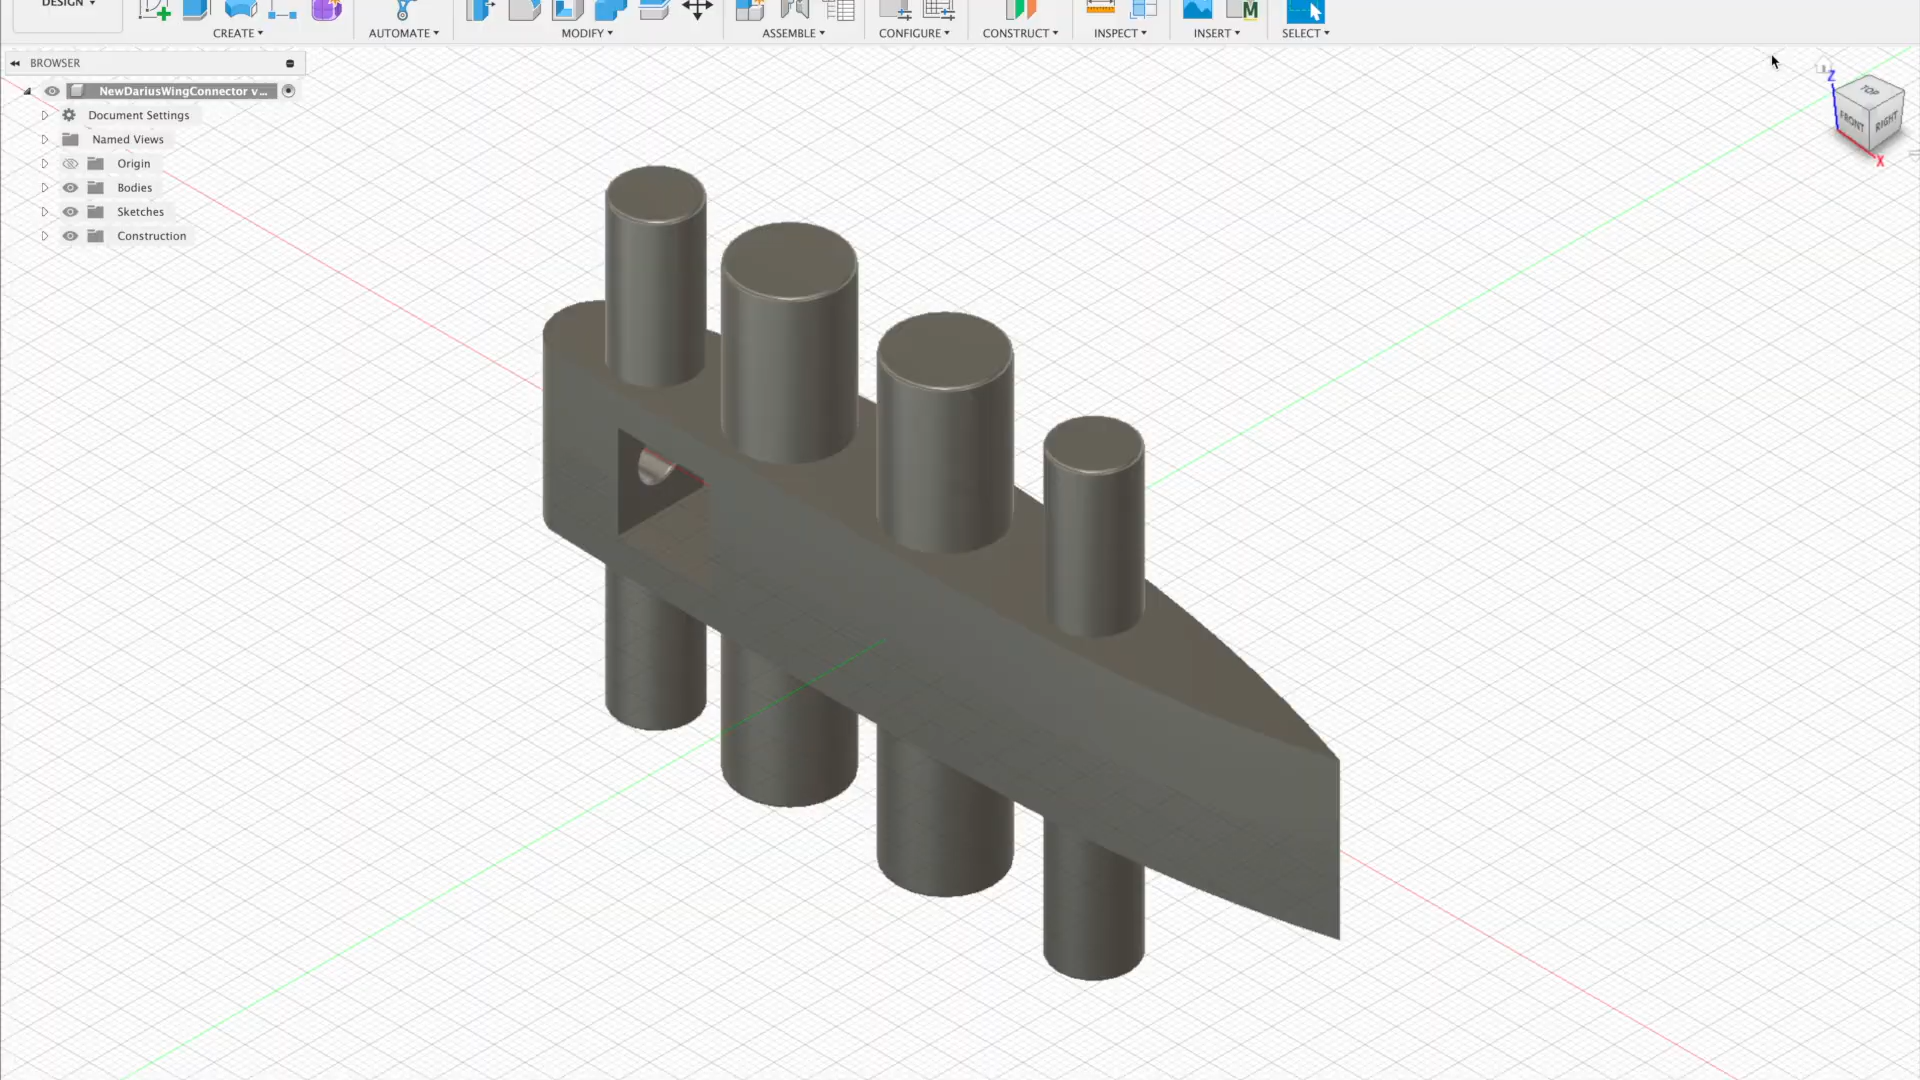 DESIGN
CREATE
AUTOMATE
MODIFY
ASSEMBLE
CONFIGURE
CONSTRUCT
INSPECT
INSERT
SELECT
M
BROWSER
NewDariusWingConnector v...
Document Settings
Named Views
Origin
Bodies
Sketches
Construction
Z
TOP
FRONT
RIGHT
X